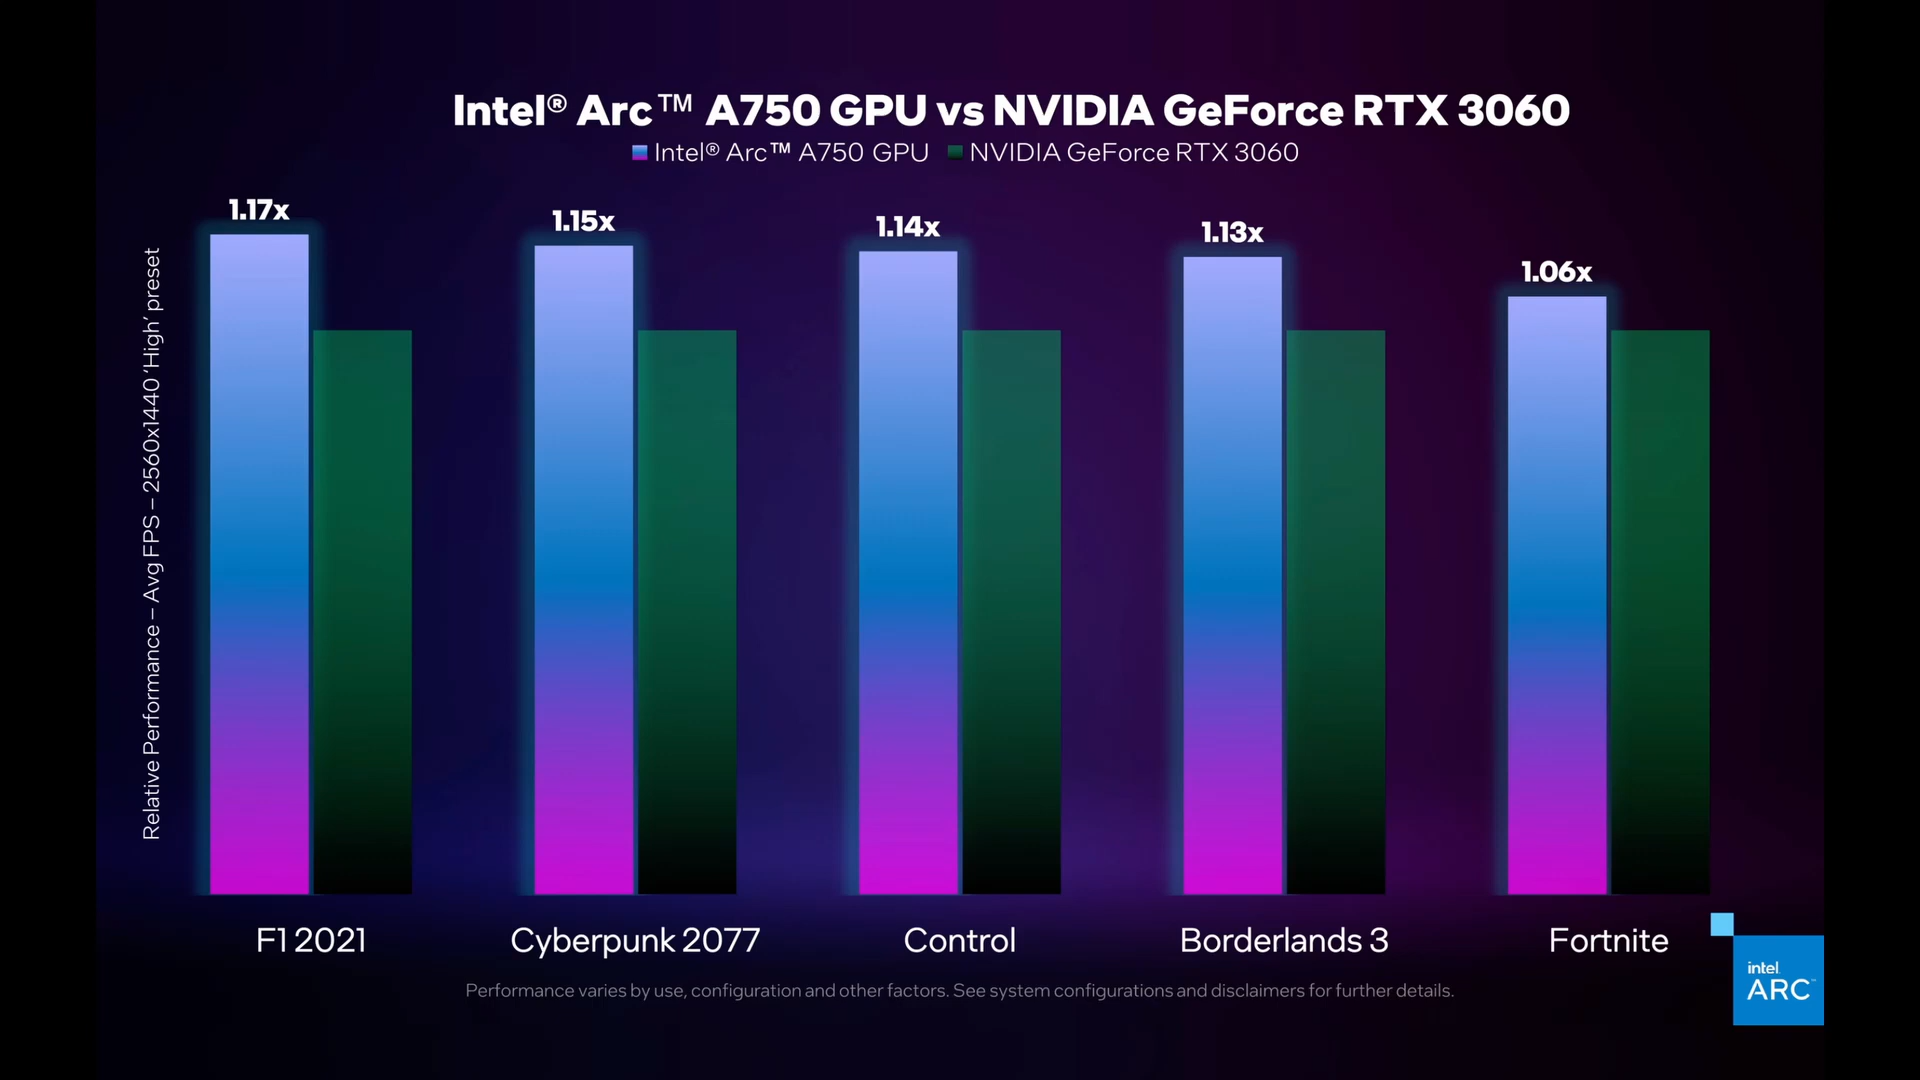 Intel® Arc™ A750 GPU vs NVIDIA GeForce RTX 3060
Intel® Arc™ A750 GPU NVIDIA GeForce RTX 3060
1.17x
1.15x
1.14x
1.13x
1.06x
Relative Performance – Avg FPS – 2560x1440 ‘High’ preset
F1 2021
Cyberpunk 2077
Control
Borderlands 3
Fortnite
Performance varies by use, configuration and other factors. See system configurations and disclaimers for further details.
intel
ARC™